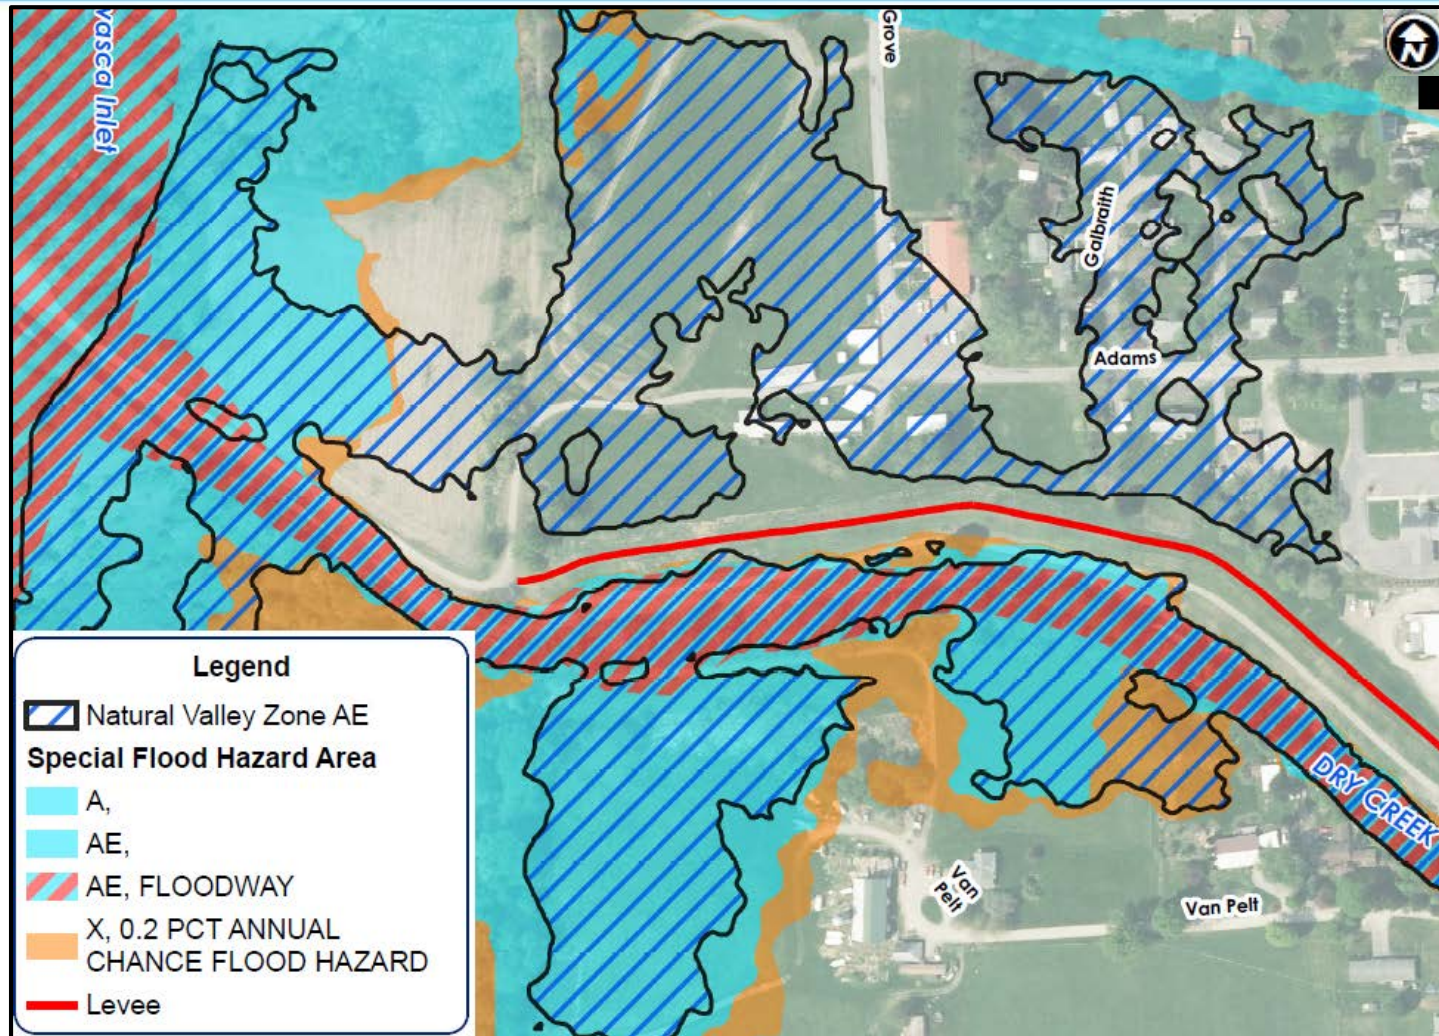 vasca Inlet
Grove
N
Galbraith
Adams
Legend
Natural Valley Zone AE
Special Flood Hazard Area
A,
AE,
AE, FLOODWAY
X, 0.2 PCT ANNUAL
CHANCE FLOOD HAZARD
Levee
DRY CREEK
Van
Pelt
Van Pelt